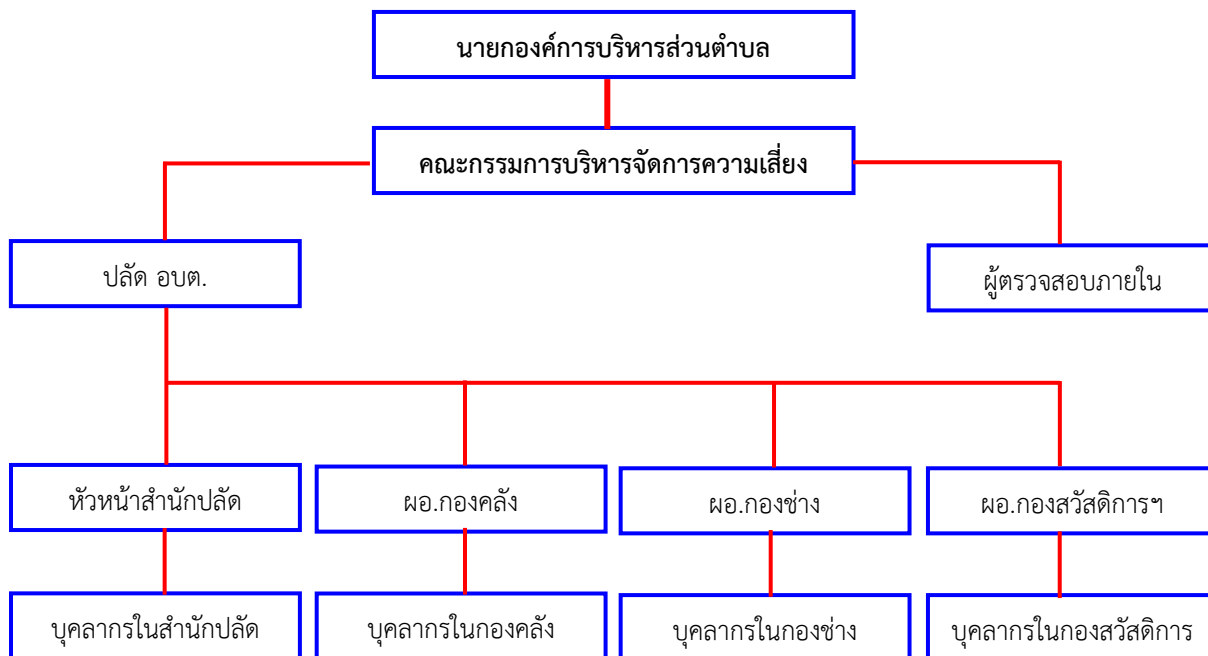 นายกองค์การบริหารส่วนตำบล
คณะกรรมการบริหารจัดการความเสี่ยง
ปลัด อบต.
ผู้ตรวจสอบภายใน
หัวหน้าสำนักปลัด
ผอ.กองคลัง
ผอ.กองช่าง
ผอ.กองสวัสดิการฯ
บุคลากรในสำนักปลัด
บุคลากรในกองคลัง
บุคลากรในกองช่าง
บุคลากรในกองสวัสดิการ